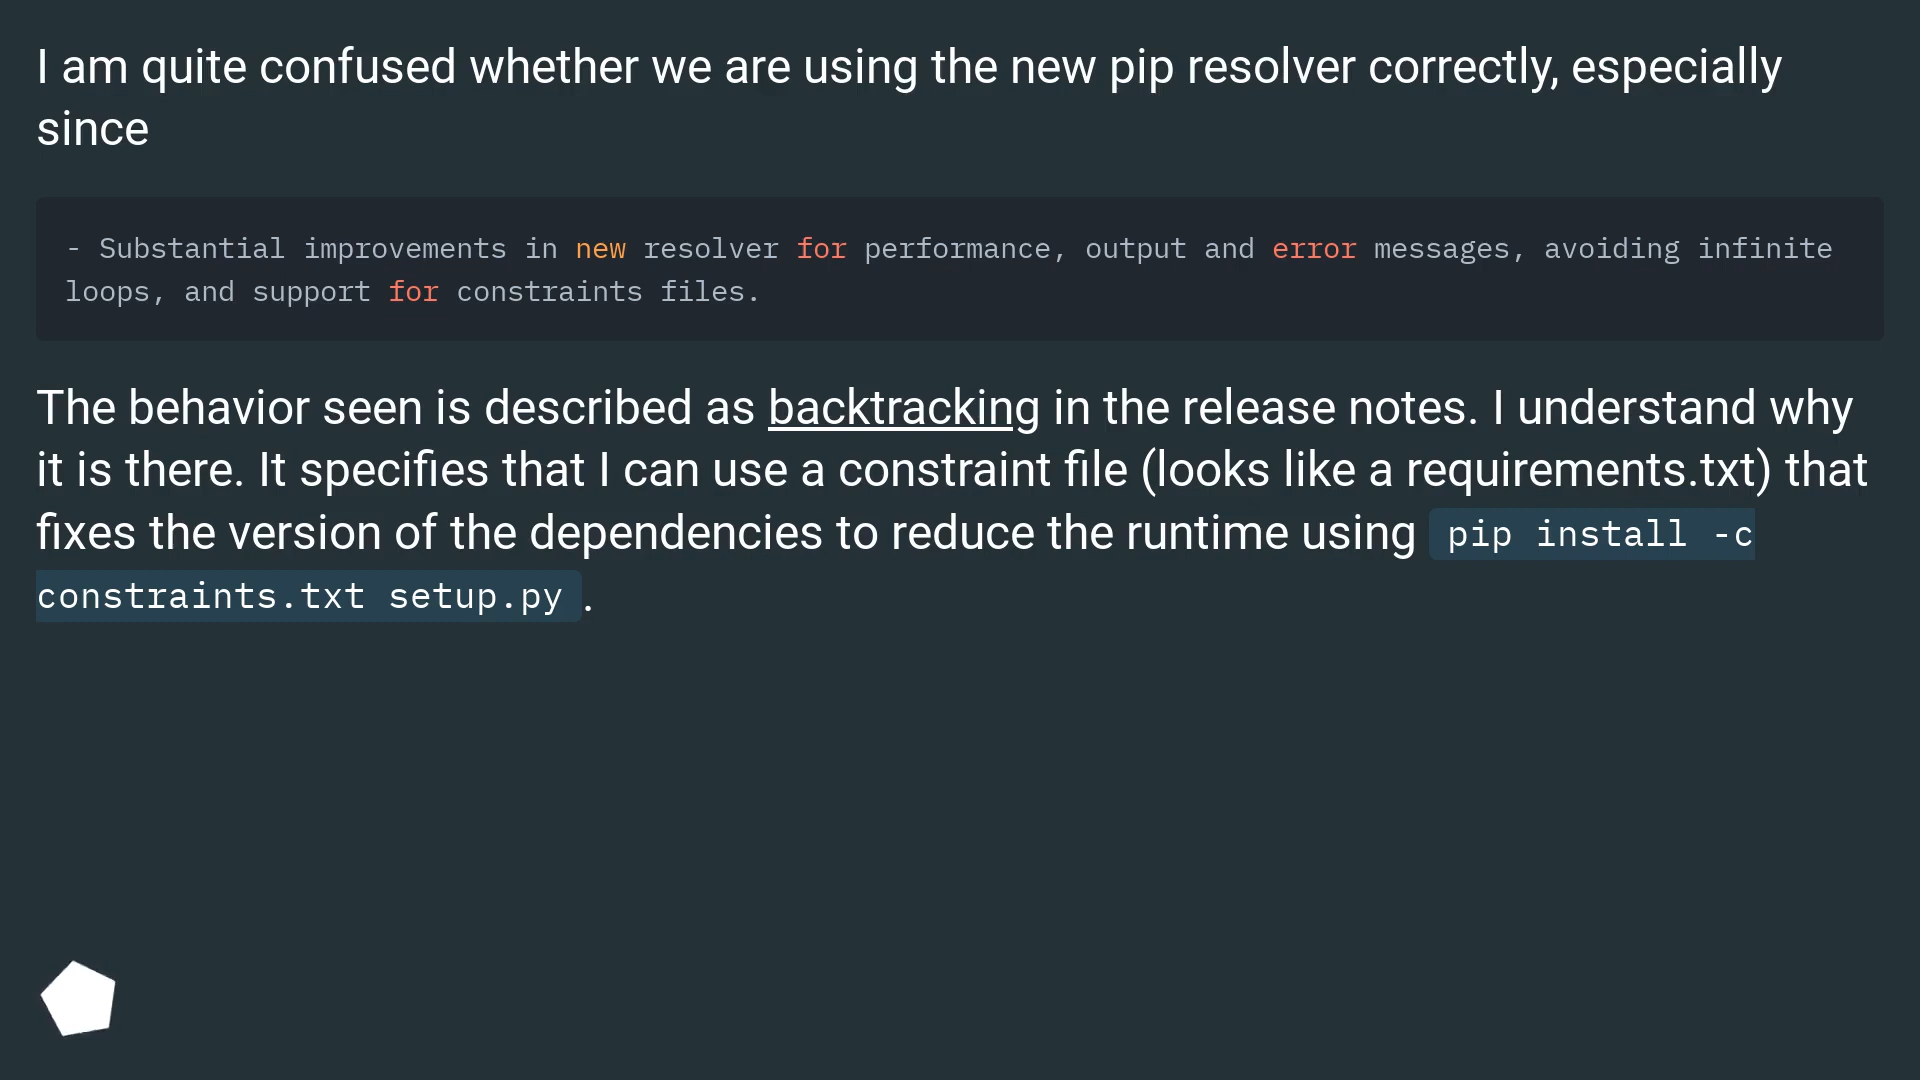 I am quite confused whether we are using the new pip resolver correctly, especially
since
- Substantial improvements in new resolver for performance, output and error messages, avoiding infinite
loops, and support for constraints files.
The behavior seen is described as backtracking in the release notes. I understand why
it is there. It specifies that I can use a constraint file (looks like a requirements.txt) that
fixes the version of the dependencies to reduce the runtime using pip install -c
constraints.txt setup.py .